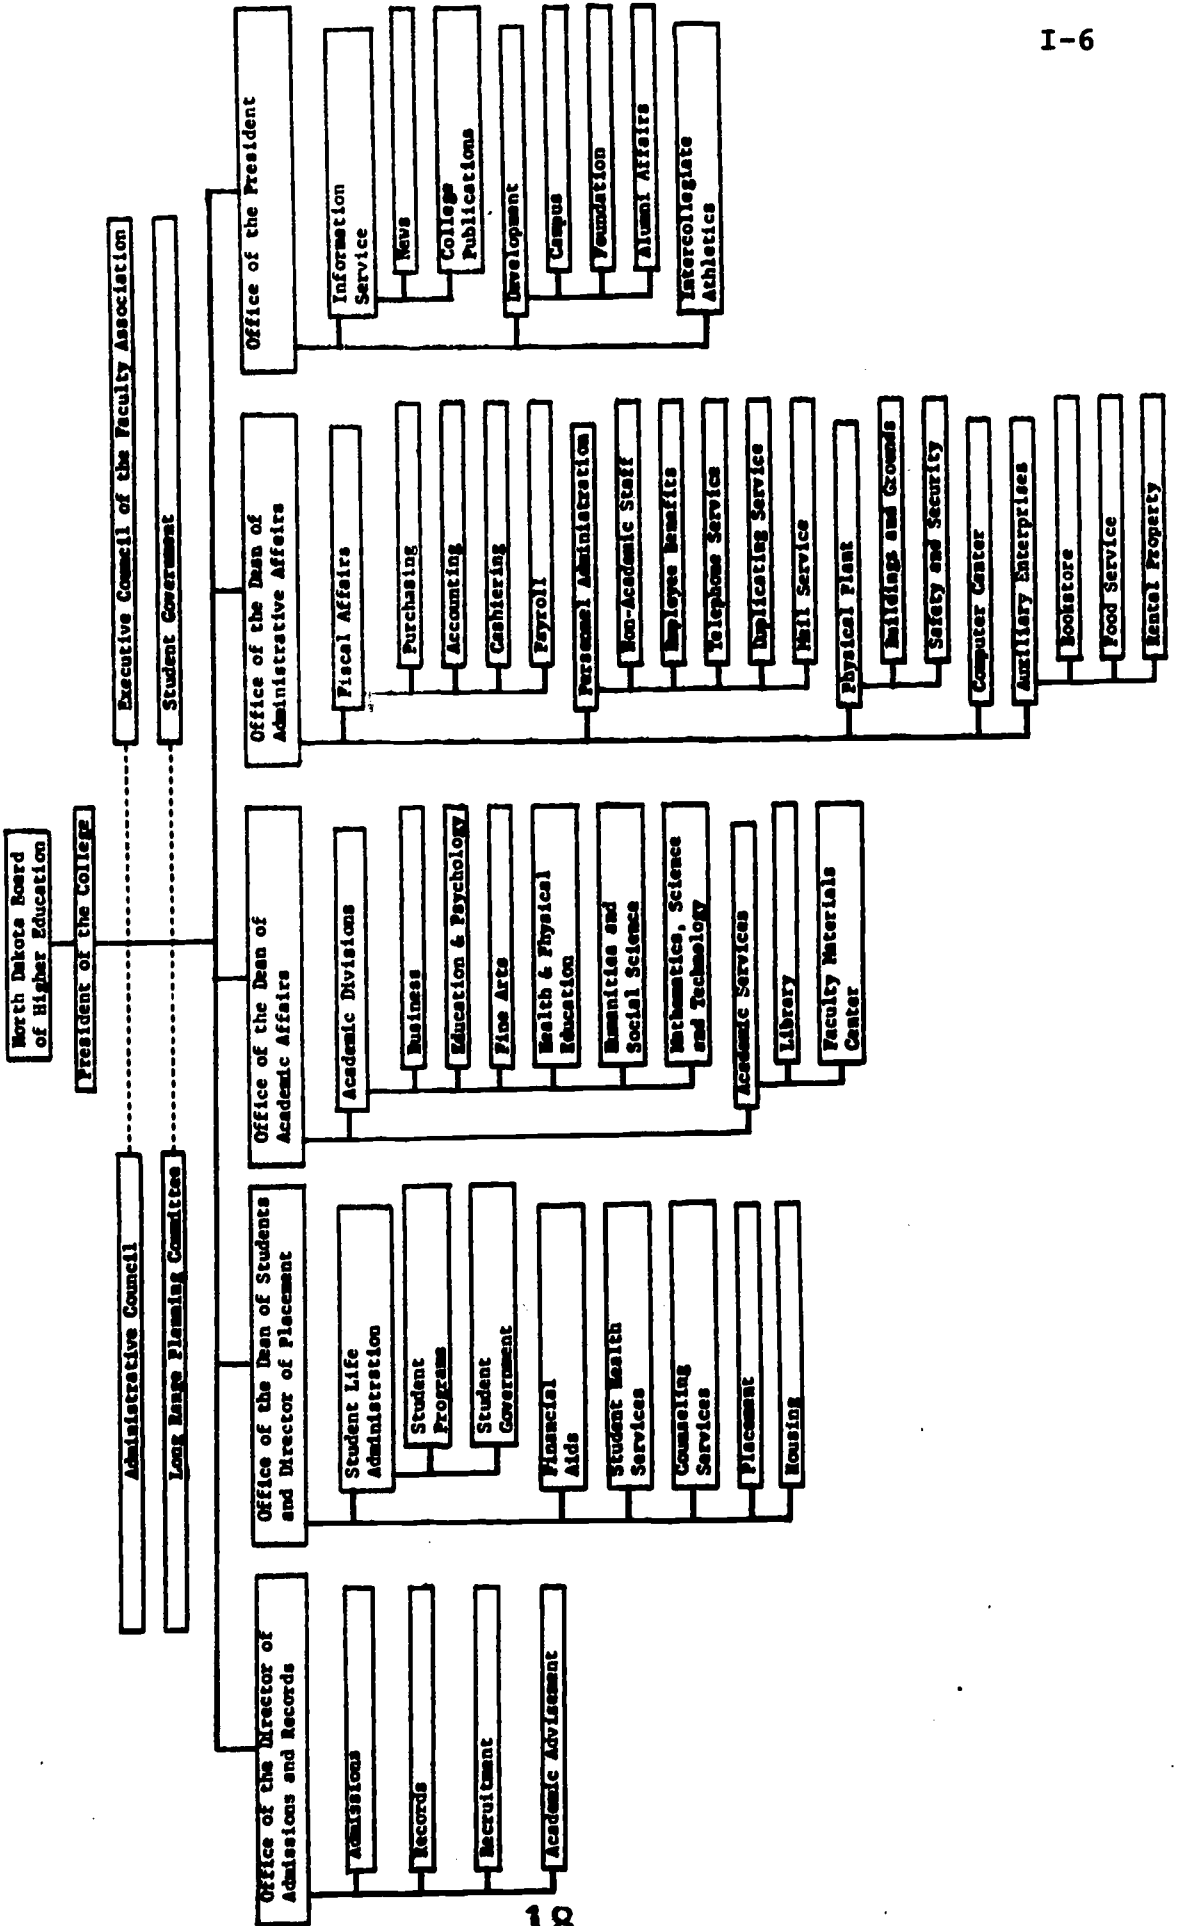 I-6
North Dakota Board
of Higher Education
President of the College
Administrative Council
Executive Council of the Faculty Association
Long Range Planning Committee
Student Government
Office of the Director of
Admissions and Records
Admissions
Records
Recruitment
Academic Advisement
Office of the Dean of Students
and Director of Placement
Student Life
Administration
Student
Programs
Student
Government
Financial
Aids
Student Health
Services
Counseling
Services
Placement
Housing
Office of the Dean of
Academic Affairs
Academic Divisions
Business
Education & Psychology
Fine Arts
Health & Physical
Education
Humanities and
Social Science
Mathematics, Science
and Technology
Academic Services
Library
Faculty Materials
Center
Office of the Dean of
Administrative Affairs
Fiscal Affairs
Purchasing
Accounting
Cashiering
Payroll
Personnel Administration
Non-Academic Staff
Employee Benefits
Telephone Service
Duplicating Service
Mail Service
Physical Plant
Buildings and Grounds
Safety and Security
Computer Center
Auxiliary Enterprises
Bookstore
Food Service
Rental Property
Office of the President
Information
Service
News
College
Publications
Development
Campus
Foundation
Alumni Affairs
Intercollegiate
Athletics
18